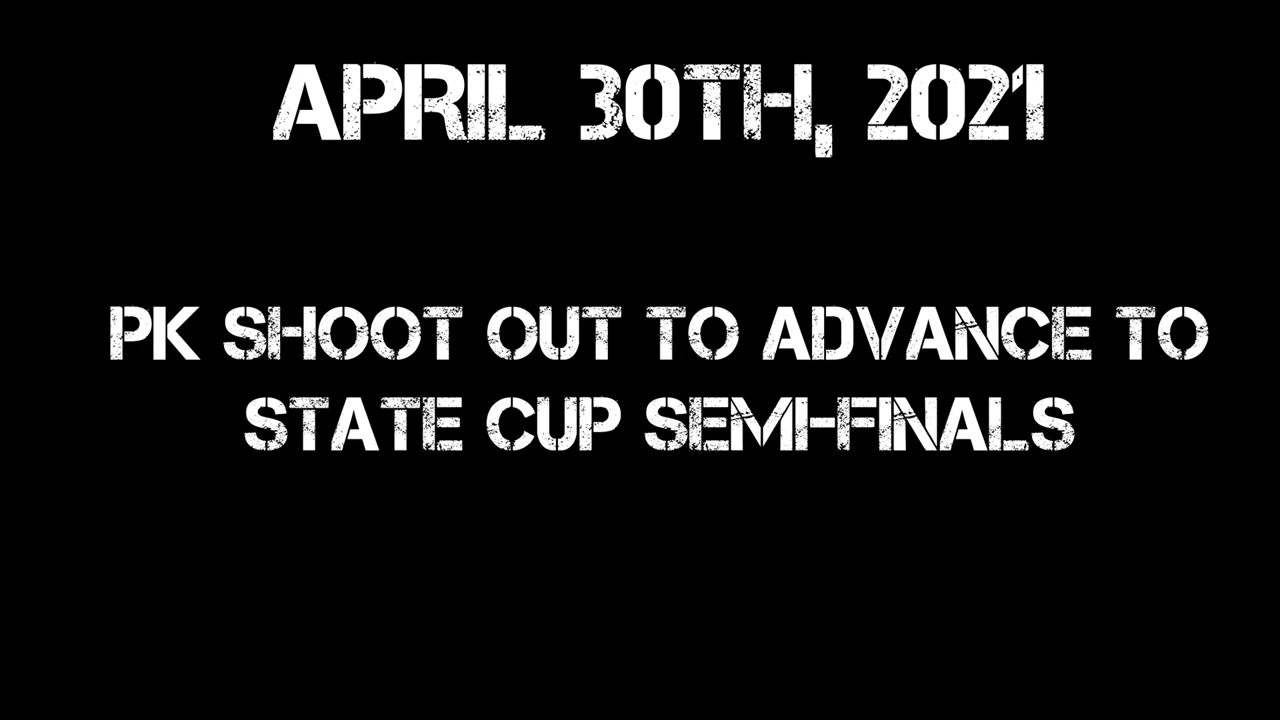 APRIL 30TH, 2021
PK SHOOT OUT TO ADVANCE TO
STATE CUP SEMI-FINALS